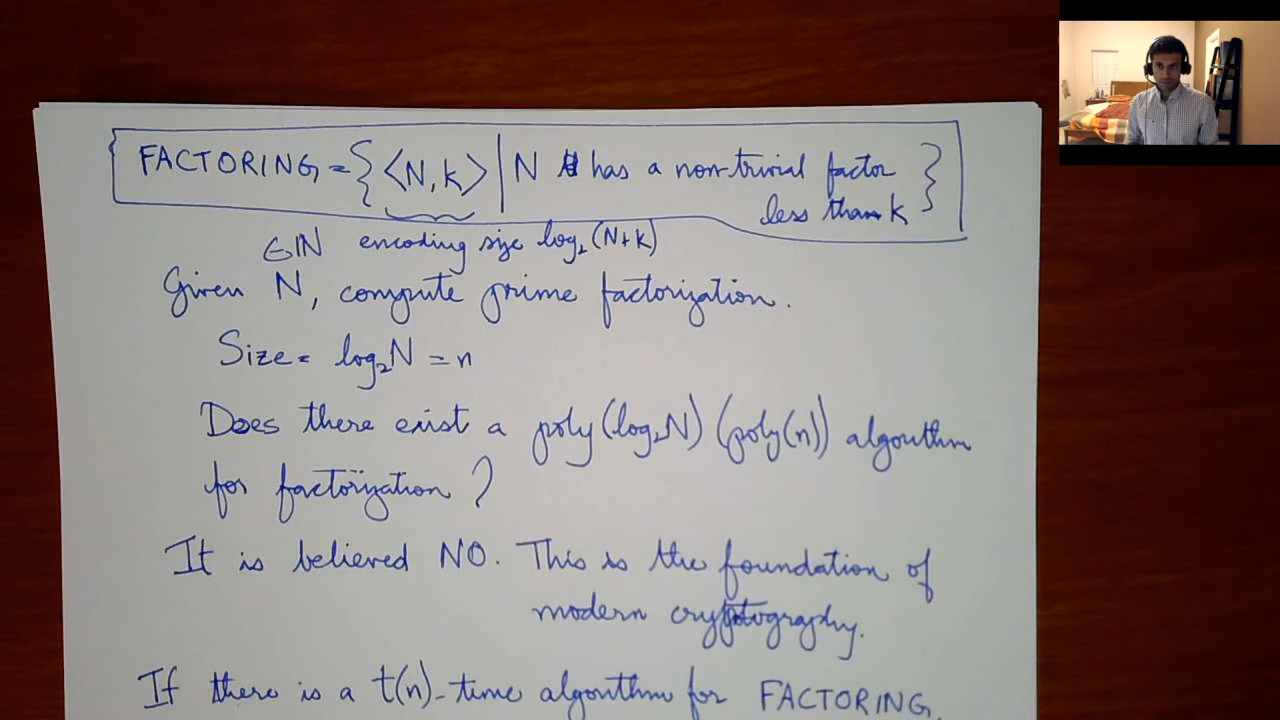 FACTORING = { ⟨N, k⟩ | N has a non-trivial factor
less than k }
∈ ℕ encoding size log₂(N+k)
Given N, compute prime factorization.
Size = log₂N = n
Does there exist a poly(log₂N) (poly(n)) algorithm
for factorization ?
It is believed NO. This is the foundation of
modern cryptography.
If there is a t(n)-time algorithm for FACTORING,